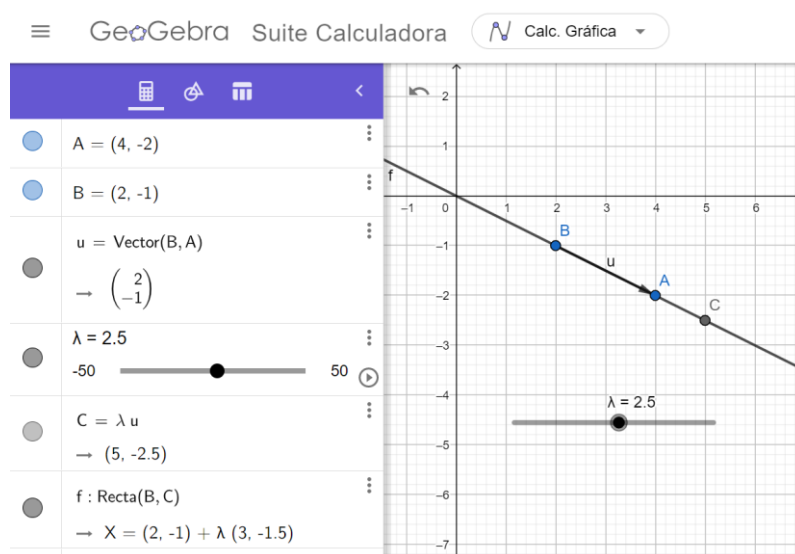 GeoGebra Suite Calculadora Calc. Gráfica
A = (4, -2)
B = (2, -1)
u = Vector(B, A)
→ ( 2
−1 )
λ = 2.5
-50 50
C = λ u
→ (5, -2.5)
f : Recta(B, C)
→ X = (2, -1) + λ (3, -1.5)
2
1
f
–1 0 1 2 3 4 5 6
B
–1
u
A
–2
C
–3
–4
λ = 2.5
–5
–6
–7